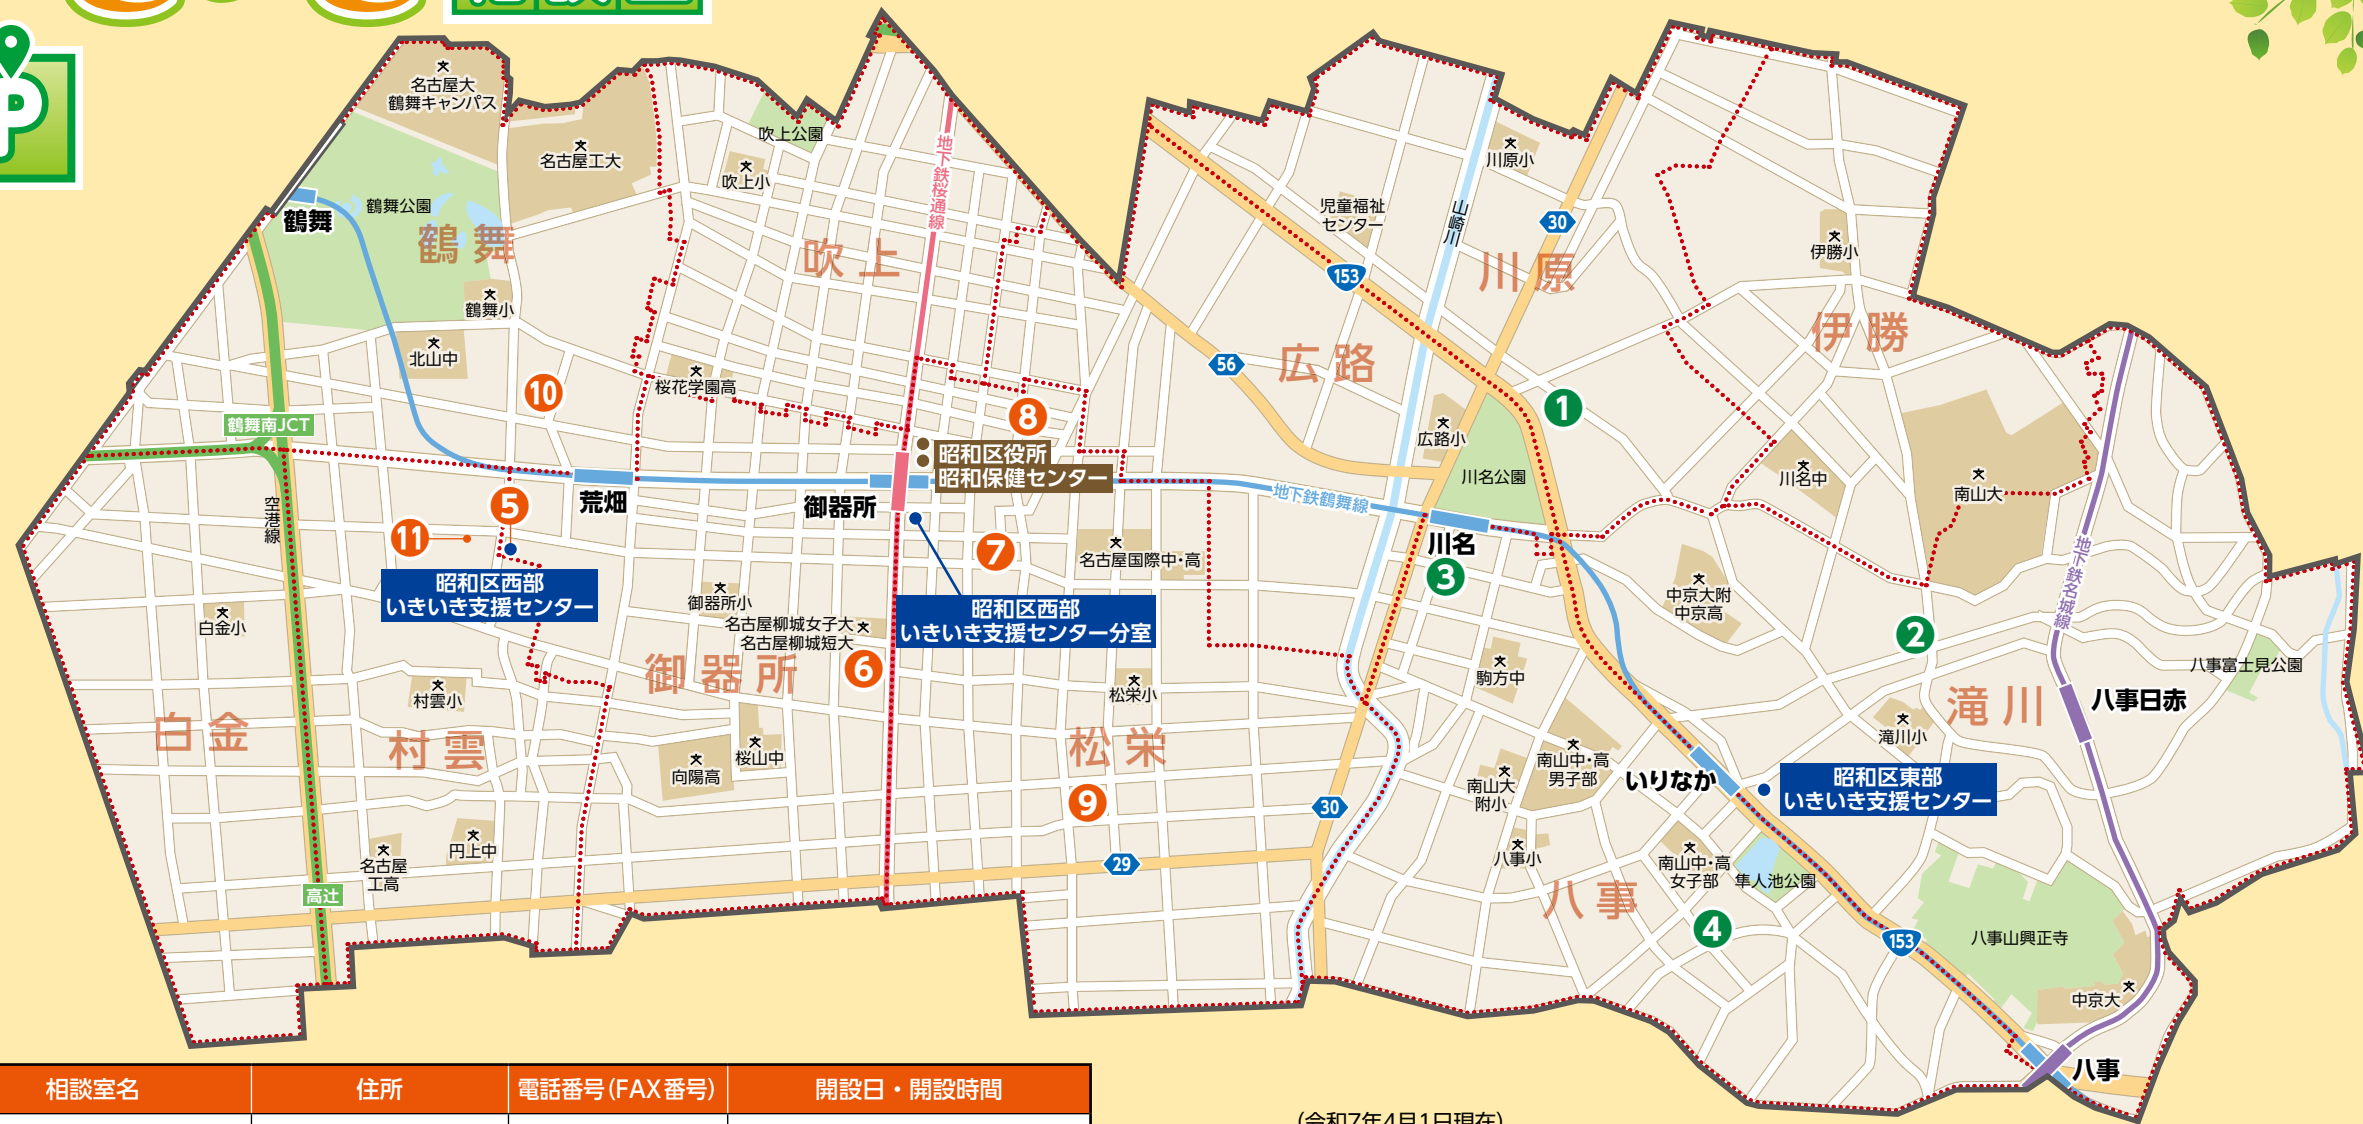 P
名古屋大
鶴舞キャンパス
名古屋工大
吹上公園
吹上小
地下鉄桜通線
鶴舞
鶴舞公園
鶴舞
鶴舞小
北山中
吹上
児童福祉
センター
山崎川
川原小
30
川原
伊勝小
伊勝
153
56
広路
桜花学園高
10
8
1
鶴舞南JCT
昭和区役所
昭和保健センター
広路小
川名公園
川名中
南山大
空港線
5
荒畑
御器所
地下鉄鶴舞線
川名
3
11
7
名古屋国際中・高
昭和区西部
いきいき支援センター
昭和区西部
いきいき支援センター分室
御器所小
名古屋柳城女子大
名古屋柳城短大
6
御器所
白金小
中京大附
中京高
2
地下鉄名城線
八事富士見公園
八事日赤
滝川
滝川小
駒方中
松栄小
松栄
村雲小
白金
村雲
向陽高
桜山中
南山中・高
男子部
南山大
附小
いりなか
昭和区東部
いきいき支援センター
9
30
29
円上中
名古屋
工高
高辻
八事小
八事
南山中・高
女子部
隼人池公園
4
153
八事山興正寺
中京大
八事
相談室名
住所
電話番号(FAX番号)
開設日・開設時間
(令和7年4月1日現在)